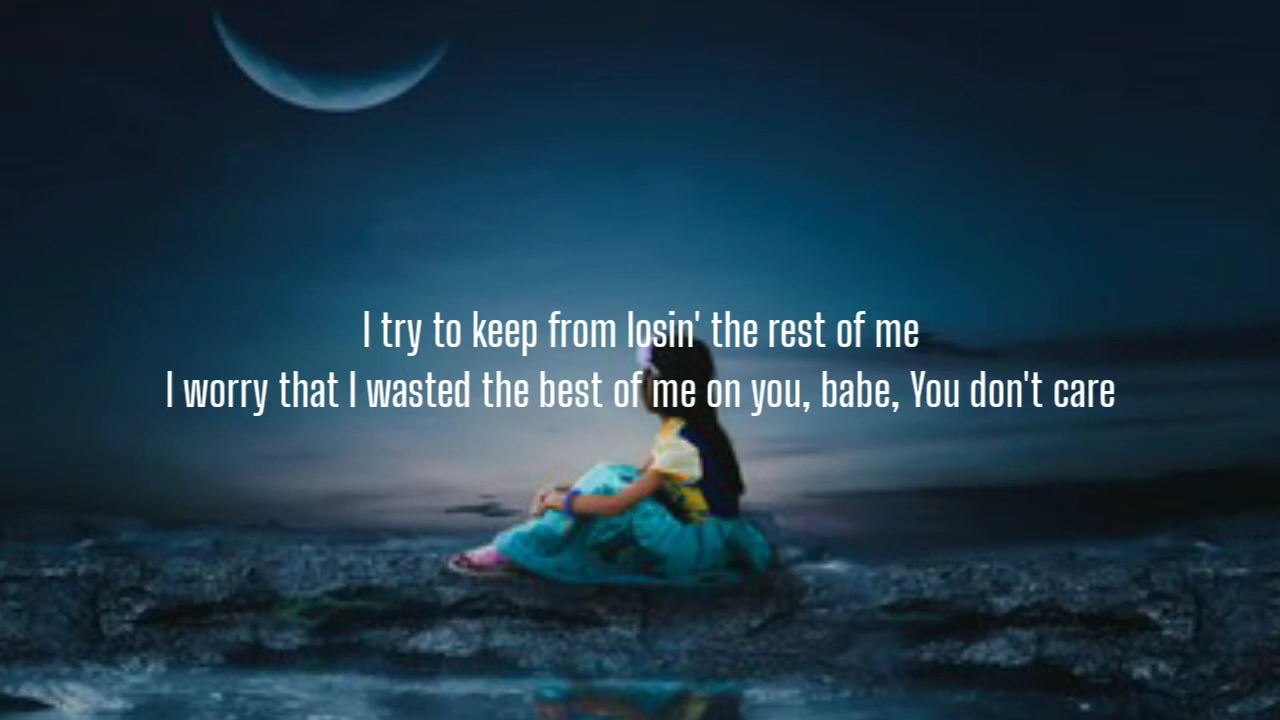 I try to keep from losin' the rest of me
I worry that I wasted the best of me on you, babe, You don't care